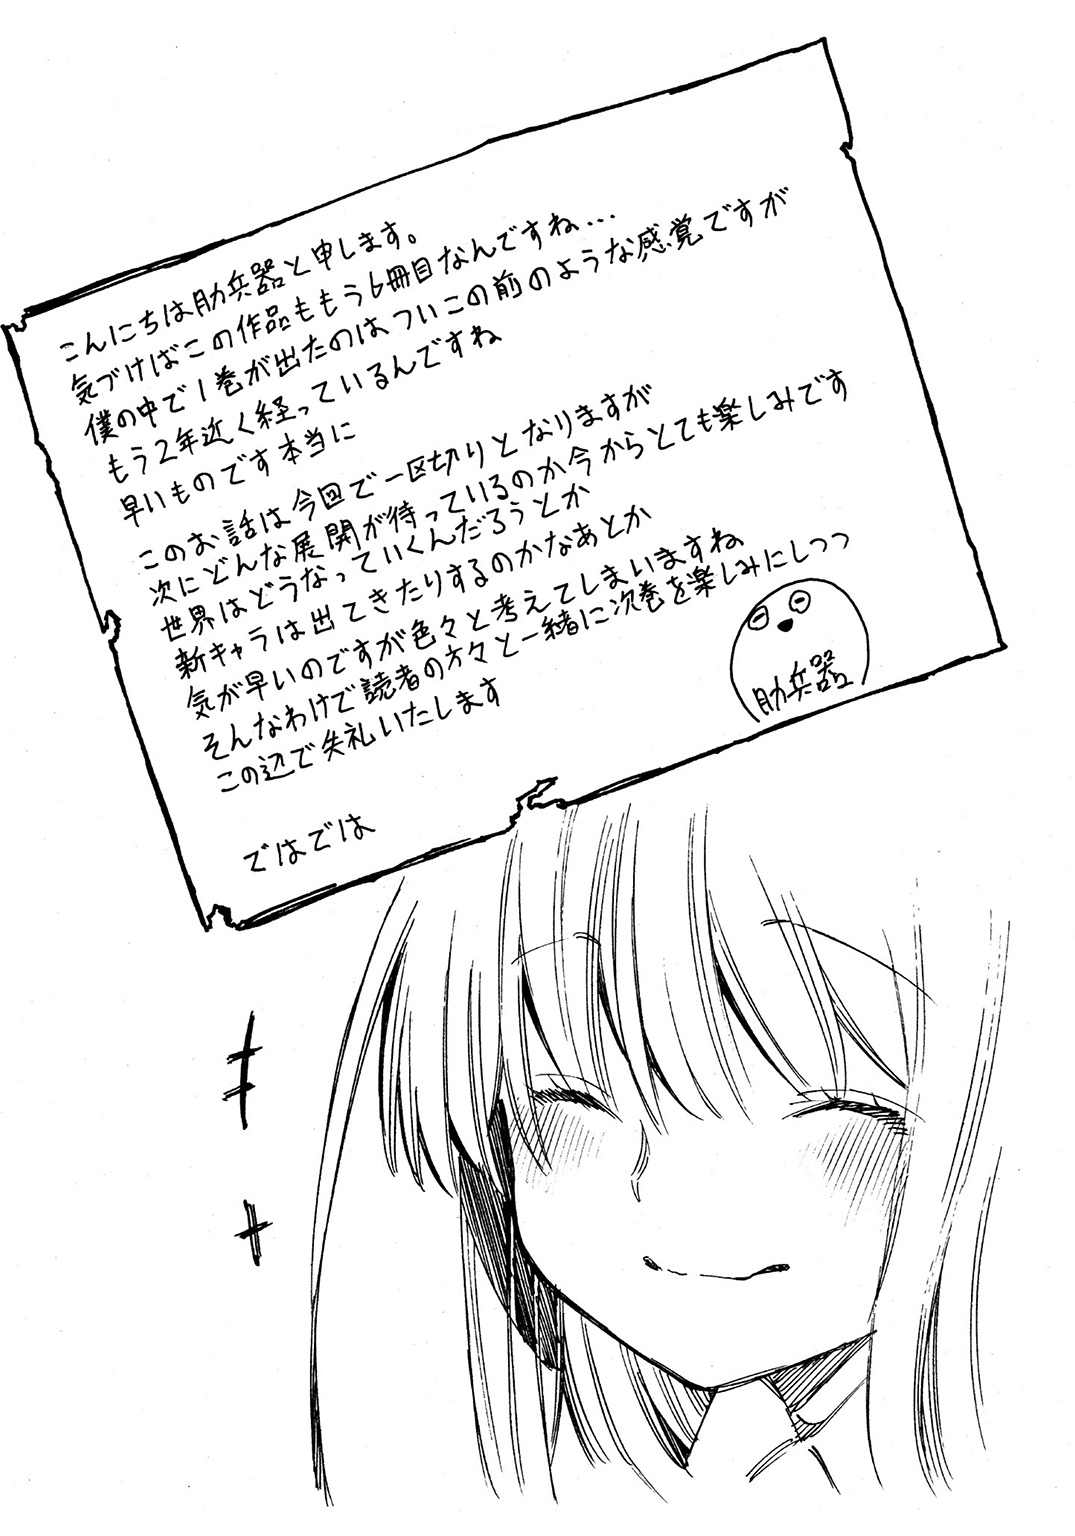 こんにちは肋兵器と申します。
気づけばこの作品ももう6冊目なんですね...
僕の中で1巻が出たのはついこの前のような感覚ですが
もう2年近く経っているんですね
早いものです本当に
このお話は今回で一区切りとなりますが
次にどんな展開が待っているのか今からとても楽しみです
世界はどうなっていくんだろうとか
新キャラは出てきたりするのかなあとか
気が早いのですが色々と考えてしまいますね
そんなわけで読者の方々と一緒に次巻を楽しみにしつつ
この辺で失礼いたします
ではでは
肋兵器